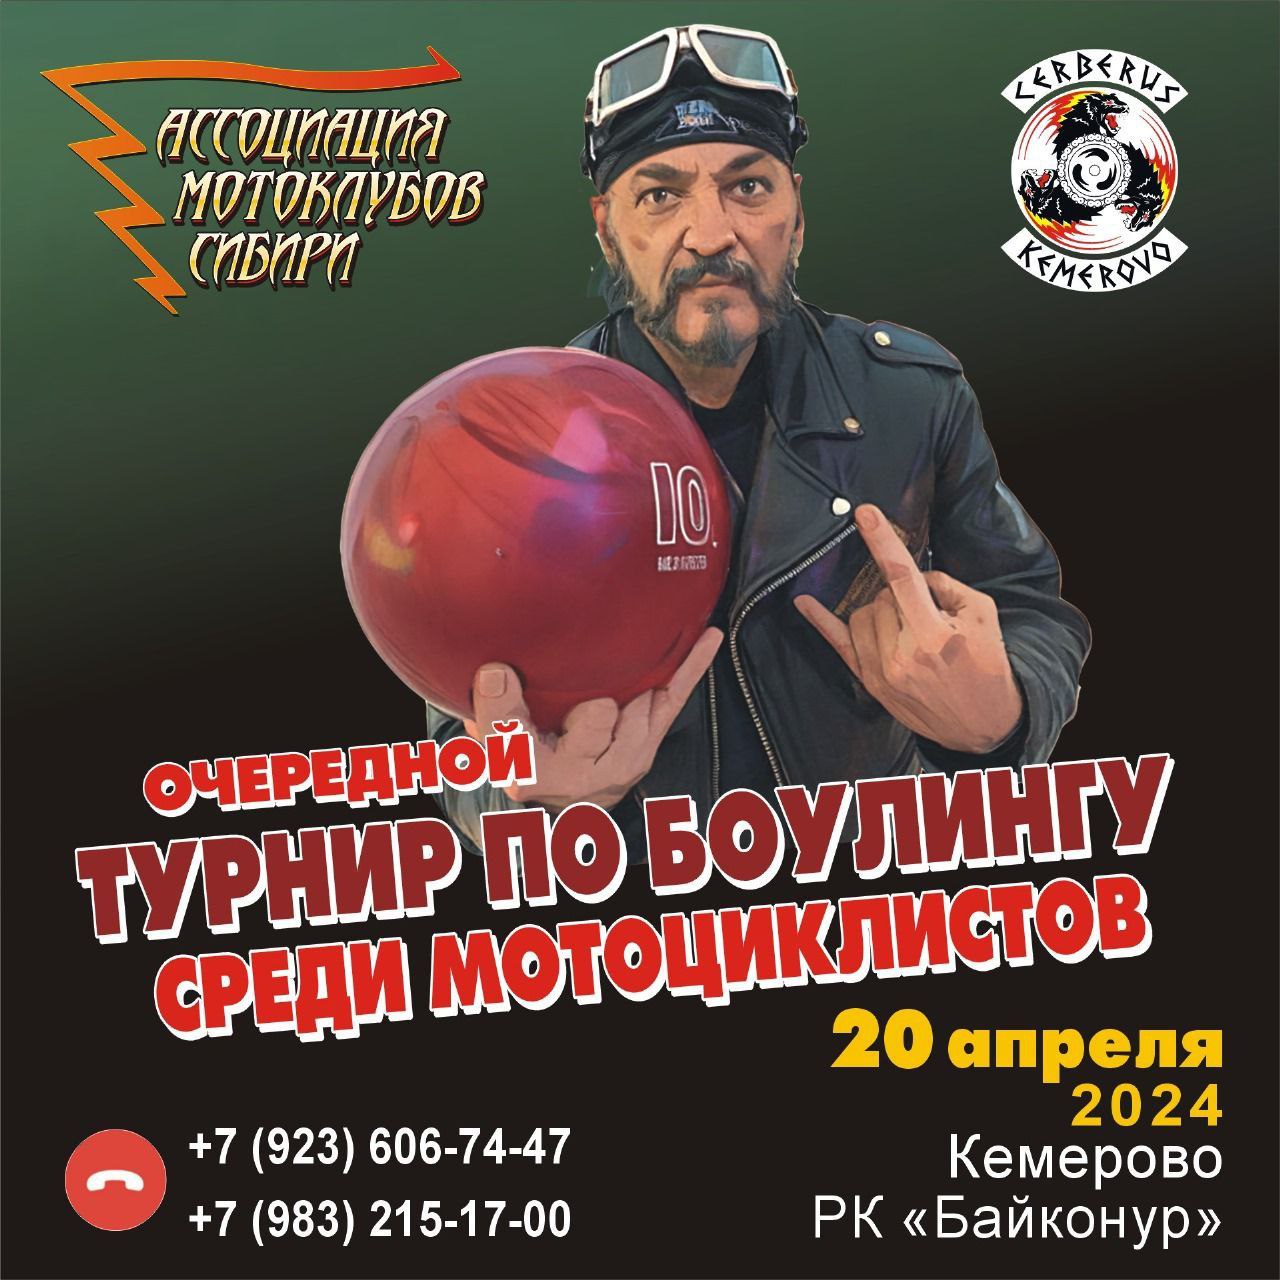 АССОЦИАЦИЯ
МОТОКЛУБОВ
СИБИРИ
CERBERUS
KEMEROVO
10
ОЧЕРЕДНОЙ
ТУРНИР ПО БОУЛИНГУ
СРЕДИ МОТОЦИКЛИСТОВ
20 апреля
2024
Кемерово
РК «Байконур»
+7 (923) 606-74-47
+7 (983) 215-17-00